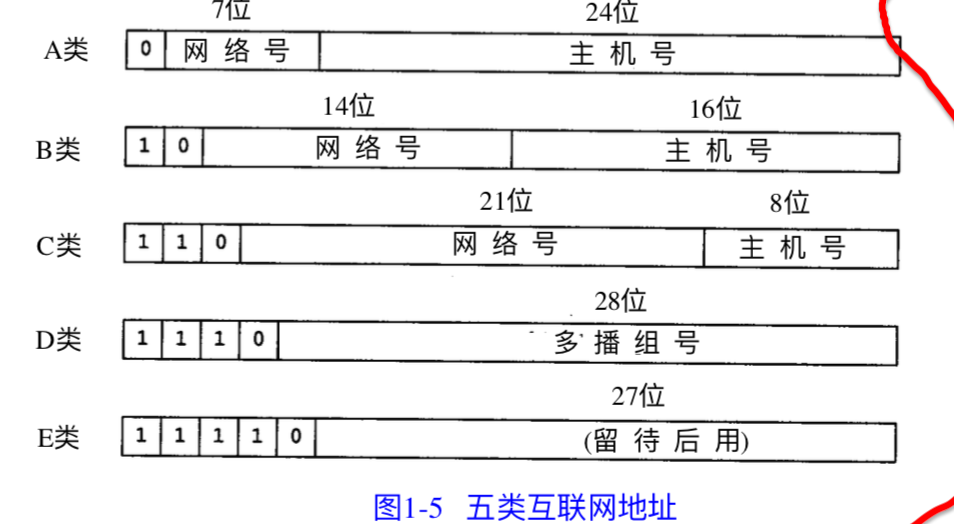 7位 24位
A类 0 网络号 主机号
14位 16位
B类 1 0 网络号 主机号
21位 8位
C类 1 1 0 网络号 主机号
28位
D类 1 1 1 0 多播组号
27位
E类 1 1 1 1 0 (留待后用)
图1-5 五类互联网地址